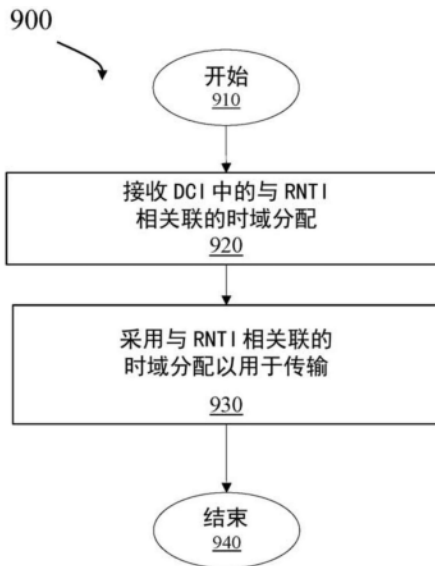 900
开始
910
接收 DCI 中的与 RNTI
相关联的时域分配
920
采用与 RNTI 相关联的
时域分配以用于传输
930
结束
940